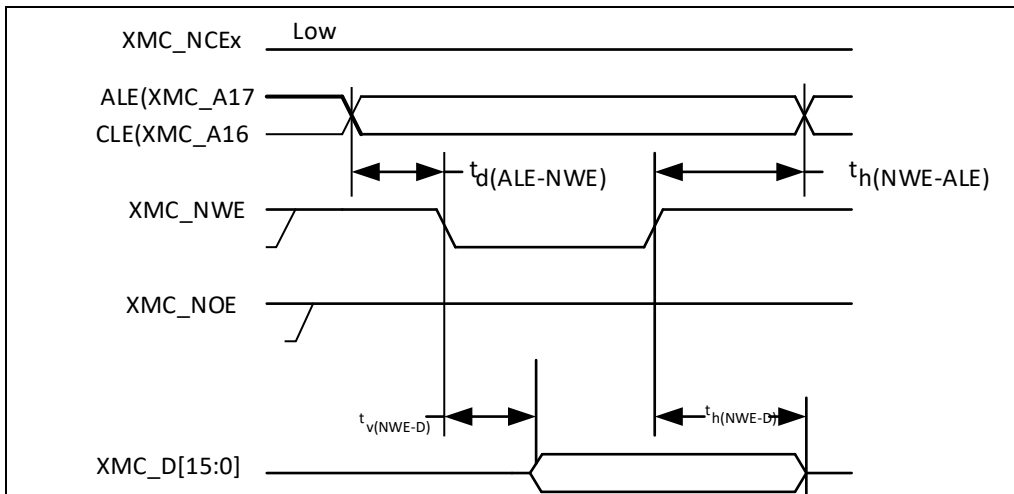 XMC_NCEx
Low
ALE(XMC_A17
CLE(XMC_A16
td(ALE-NWE)
th(NWE-ALE)
XMC_NWE
XMC_NOE
tv(NWE-D)
th(NWE-D)
XMC_D[15:0]